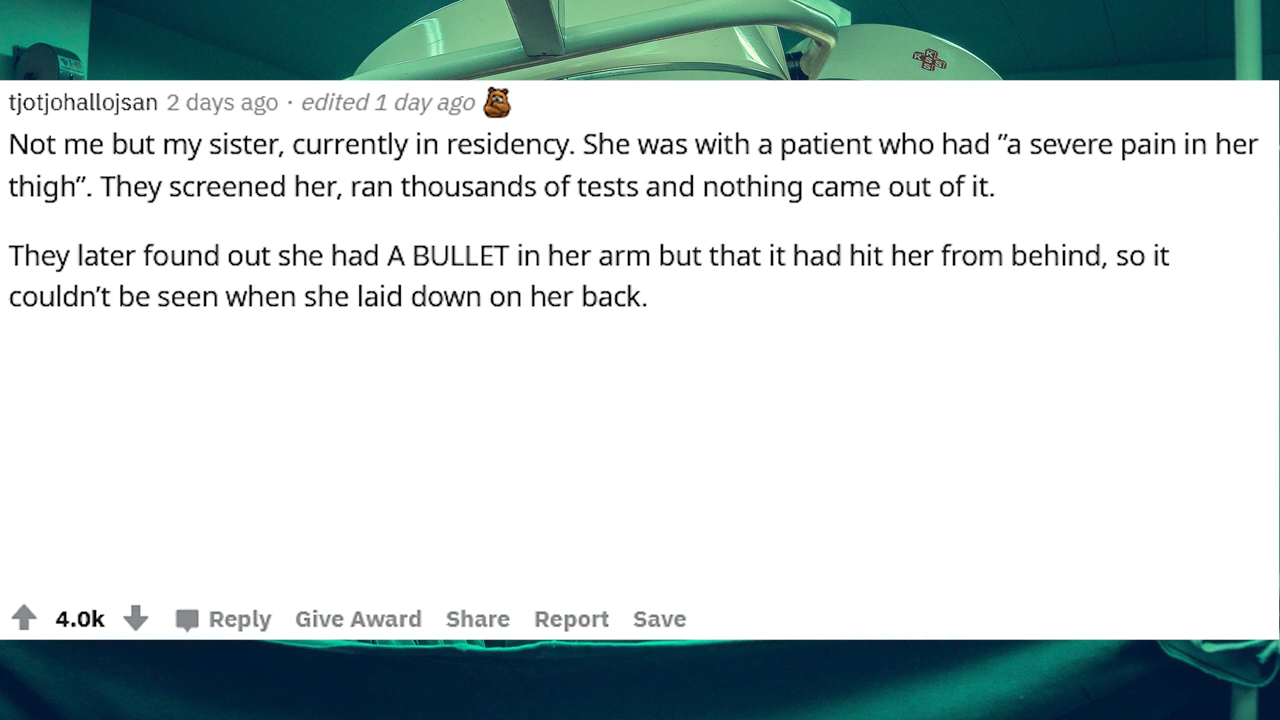 tjotjohallojsan 2 days ago · edited 1 day ago
Not me but my sister, currently in residency. She was with a patient who had ”a severe pain in her
thigh”. They screened her, ran thousands of tests and nothing came out of it.
They later found out she had A BULLET in her arm but that it had hit her from behind, so it
couldn’t be seen when she laid down on her back.
4.0k Reply Give Award Share Report Save